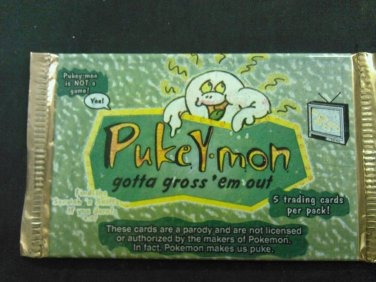 Pukey-mon
is NOT a
game!
Yea!
PUKEY-MON
gotta gross 'em out
5 trading cards
per pack!
These cards are a parody and are not licensed
or authorized by the makers of Pokemon.
In fact, Pokemon makes us puke.